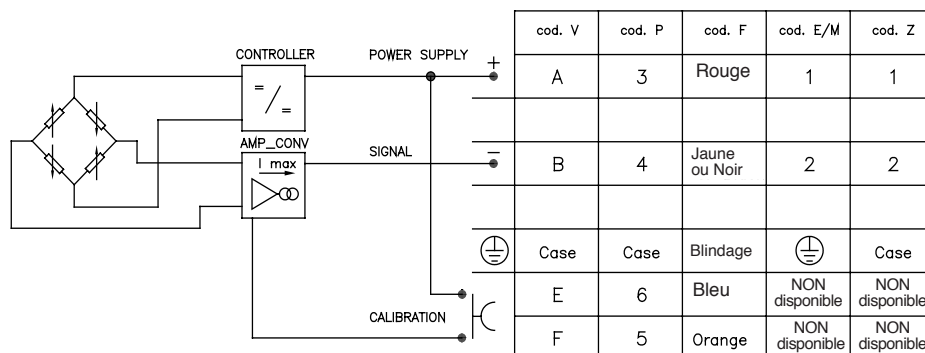 cod. V cod. P cod. F cod. E/M cod. Z
CONTROLLER POWER SUPPLY + A 3 Rouge 1 1
= / =
AMP_CONV SIGNAL − B 4 Jaune ou Noir 2 2
I max
Case Case Blindage Case
E 6 Bleu NON disponible NON disponible
CALIBRATION F 5 Orange NON disponible NON disponible